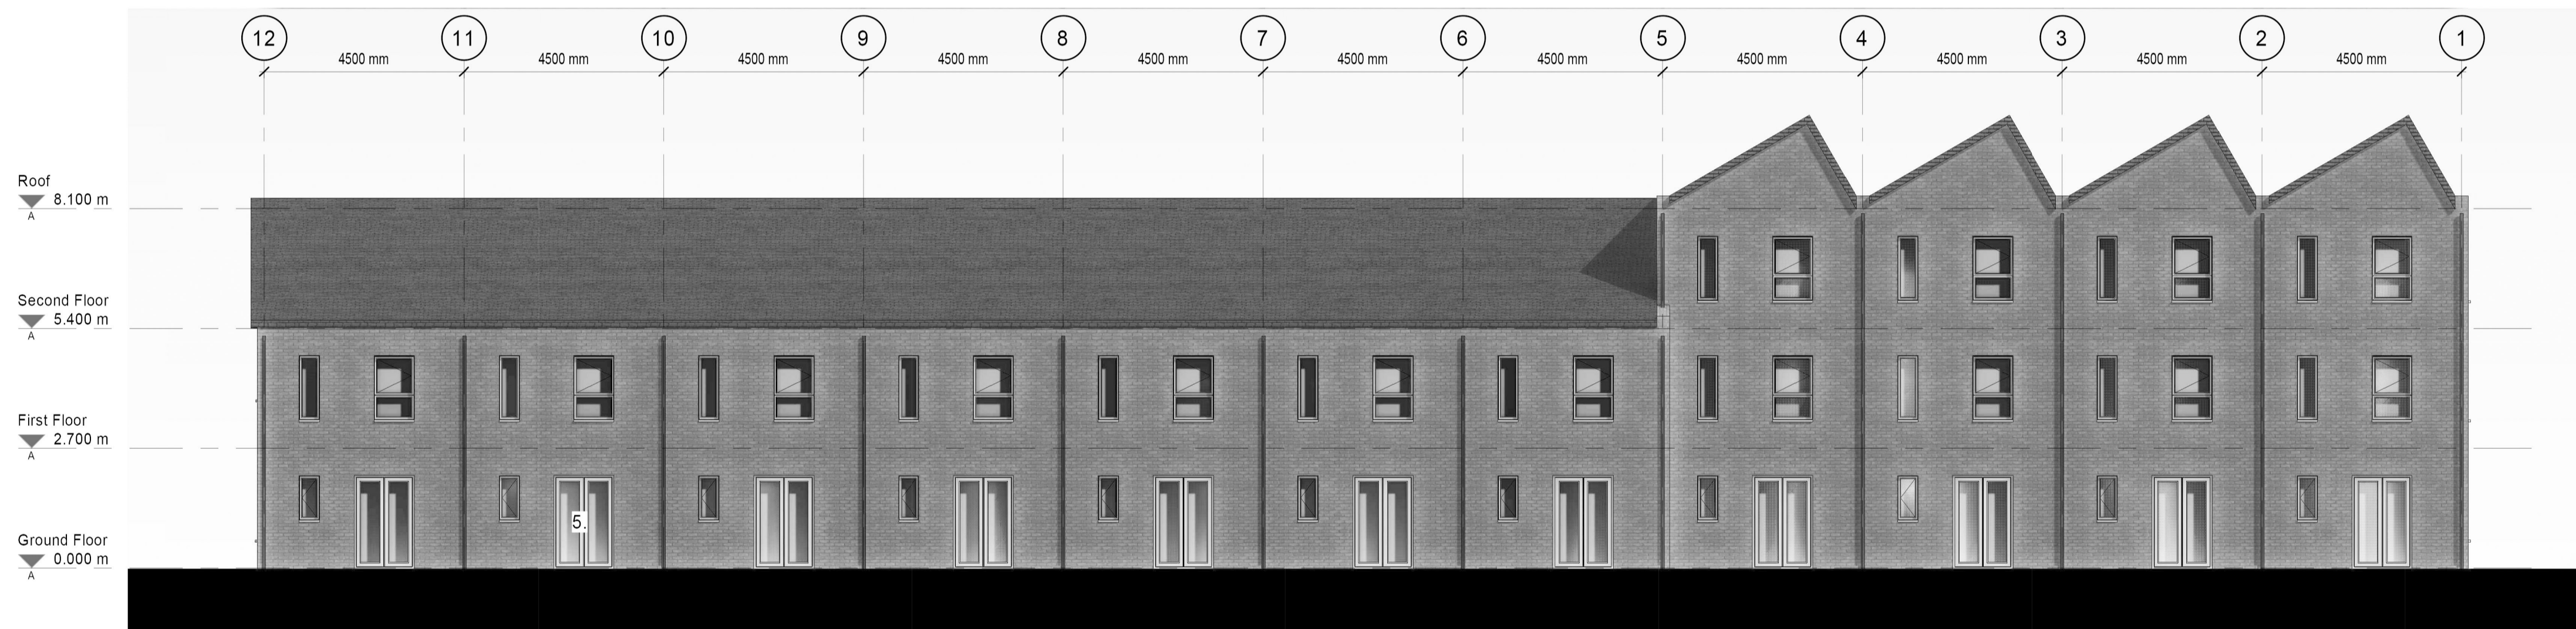 12 11 10 9 8 7 6 5 4 3 2 1
4500 mm 4500 mm 4500 mm 4500 mm 4500 mm 4500 mm 4500 mm 4500 mm 4500 mm 4500 mm 4500 mm
Roof
8.100 m
A
Second Floor
5.400 m
A
First Floor
2.700 m
A
5.
Ground Floor
0.000 m
A